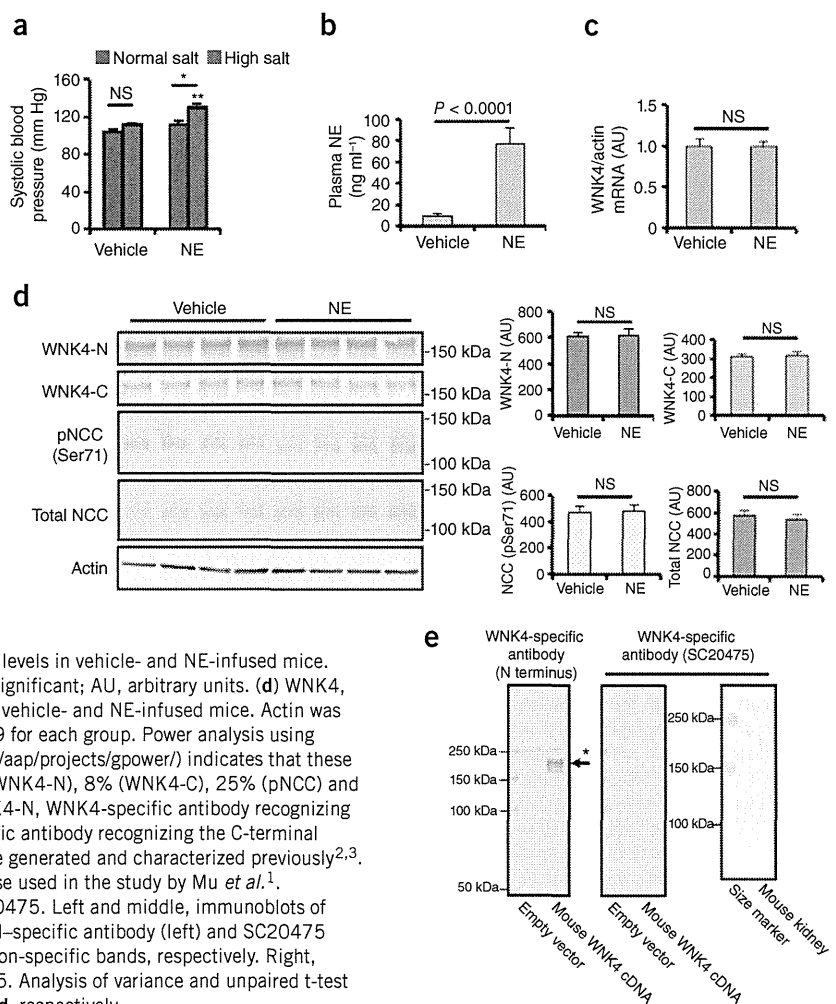 a
Normal salt High salt
160
120
80
40
0
Systolic blood
pressure (mm Hg)
NS
*
**
Vehicle NE
b
P < 0.0001
100
80
60
40
20
0
Plasma NE
(ng ml⁻¹)
Vehicle NE
c
1.5
1.0
0.5
0
WNK4/actin
mRNA (AU)
NS
Vehicle NE
d
Vehicle NE
WNK4-N
-150 kDa
WNK4-C
-150 kDa
pNCC
(Ser71)
-150 kDa
-100 kDa
Total NCC
-150 kDa
-100 kDa
Actin
800
600
400
200
0
WNK4-N (AU)
NS
Vehicle NE
400
300
200
100
0
WNK4-C (AU)
NS
Vehicle NE
600
400
200
0
NCC (pSer71) (AU)
NS
Vehicle NE
800
600
400
200
0
Total NCC (AU)
NS
Vehicle NE
levels in vehicle- and NE-infused mice.
ignificant; AU, arbitrary units. (d) WNK4,
vehicle- and NE-infused mice. Actin was
9 for each group. Power analysis using
/aap/projects/gpower/) indicates that these
WNK4-N), 8% (WNK4-C), 25% (pNCC) and
K4-N, WNK4-specific antibody recognizing
fic antibody recognizing the C-terminal
e generated and characterized previously2,3.
se used in the study by Mu et al.1.
20475. Left and middle, immunoblots of
l–specific antibody (left) and SC20475
on-specific bands, respectively. Right,
5. Analysis of variance and unpaired t-test
d, respectively.
e
WNK4-specific
antibody
(N terminus)
WNK4-specific
antibody (SC20475)
250 kDa-
150 kDa-
100 kDa-
50 kDa-
*
Empty vector
Mouse WNK4 cDNA
Empty vector
Mouse WNK4 cDNA
250 kDa-
150 kDa-
100 kDa-
Size marker
Mouse kidney